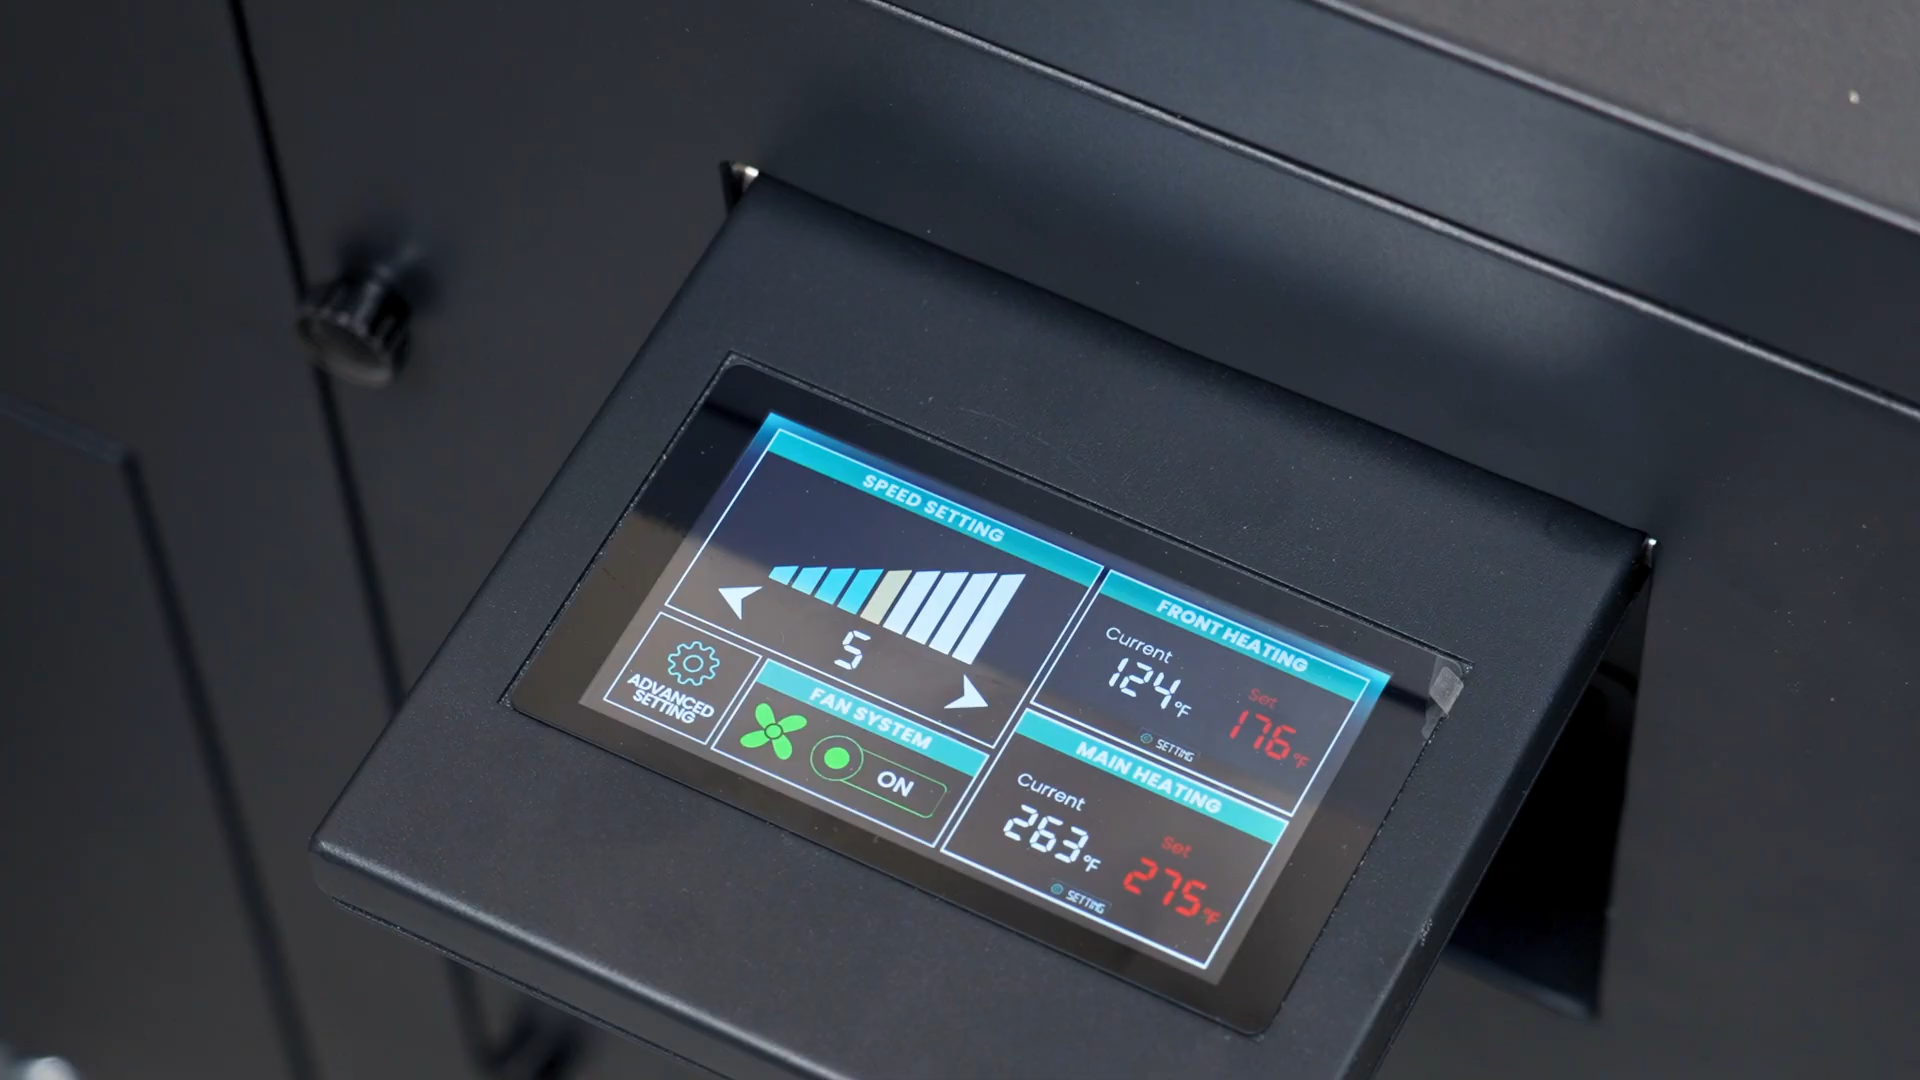 SPEED SETTING
5
ADVANCED
SETTING
FAN SYSTEM
ON
FRONT HEATING
Current
124°F
Set
176°F
SETTING
MAIN HEATING
Current
263°F
Set
275°F
SETTING